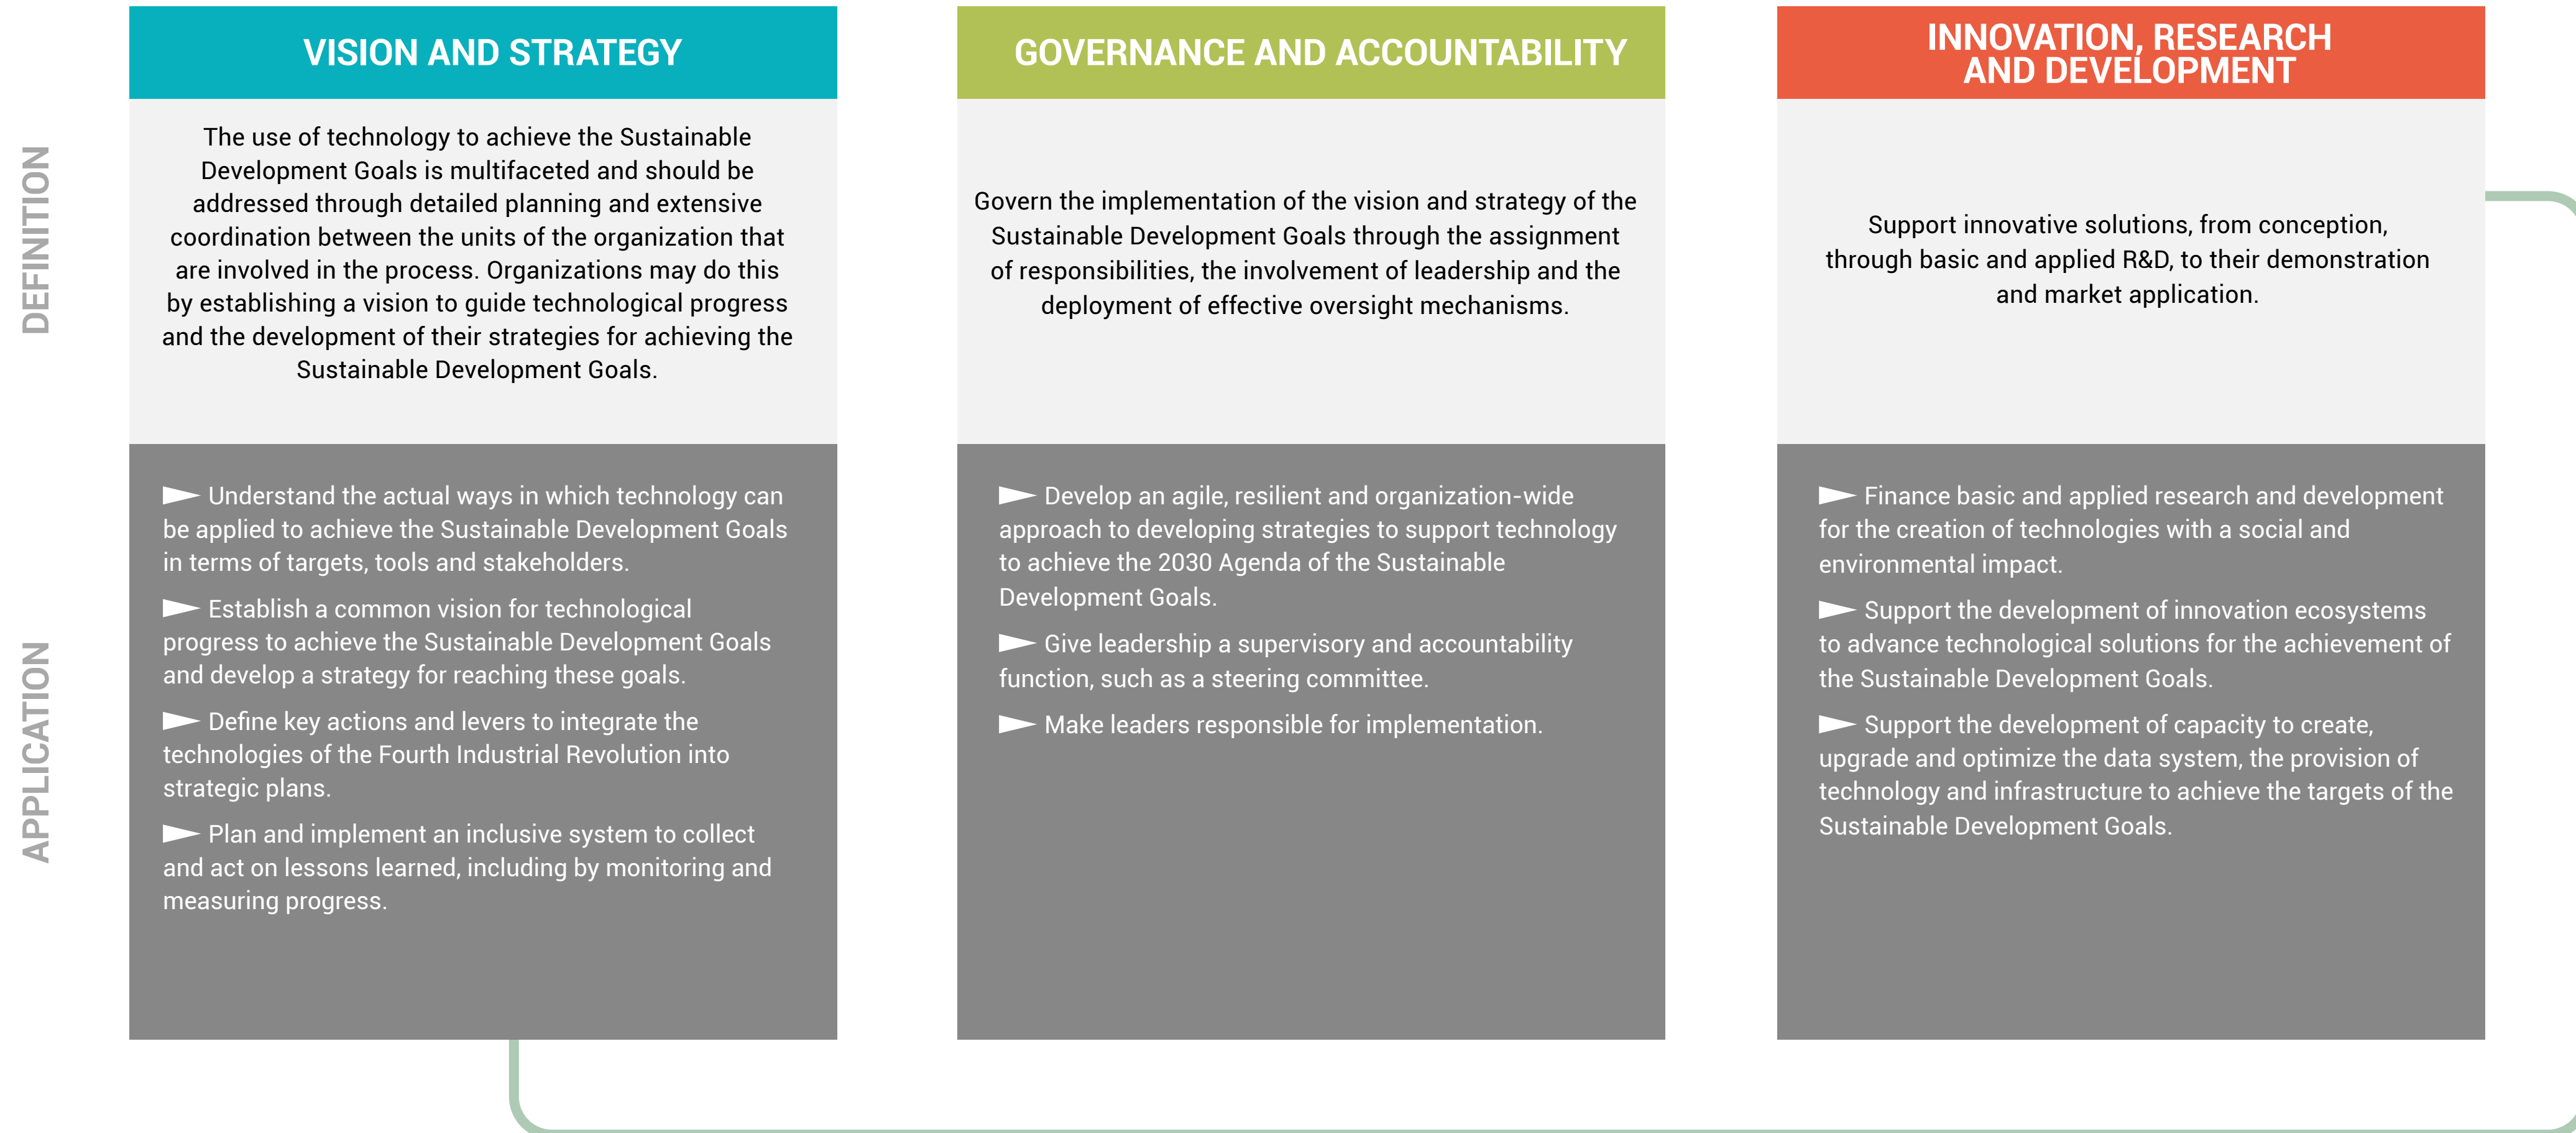 VISION AND STRATEGY
GOVERNANCE AND ACCOUNTABILITY
INNOVATION, RESEARCH
AND DEVELOPMENT
DEFINITION
The use of technology to achieve the Sustainable
Development Goals is multifaceted and should be
addressed through detailed planning and extensive
coordination between the units of the organization that
are involved in the process. Organizations may do this
by establishing a vision to guide technological progress
and the development of their strategies for achieving the
Sustainable Development Goals.
Govern the implementation of the vision and strategy of the
Sustainable Development Goals through the assignment
of responsibilities, the involvement of leadership and the
deployment of effective oversight mechanisms.
Support innovative solutions, from conception,
through basic and applied R&D, to their demonstration
and market application.
APPLICATION
Understand the actual ways in which technology can
be applied to achieve the Sustainable Development Goals
in terms of targets, tools and stakeholders.
Establish a common vision for technological
progress to achieve the Sustainable Development Goals
and develop a strategy for reaching these goals.
Define key actions and levers to integrate the
technologies of the Fourth Industrial Revolution into
strategic plans.
Plan and implement an inclusive system to collect
and act on lessons learned, including by monitoring and
measuring progress.
Develop an agile, resilient and organization-wide
approach to developing strategies to support technology
to achieve the 2030 Agenda of the Sustainable
Development Goals.
Give leadership a supervisory and accountability
function, such as a steering committee.
Make leaders responsible for implementation.
Finance basic and applied research and development
for the creation of technologies with a social and
environmental impact.
Support the development of innovation ecosystems
to advance technological solutions for the achievement of
the Sustainable Development Goals.
Support the development of capacity to create,
upgrade and optimize the data system, the provision of
technology and infrastructure to achieve the targets of the
Sustainable Development Goals.